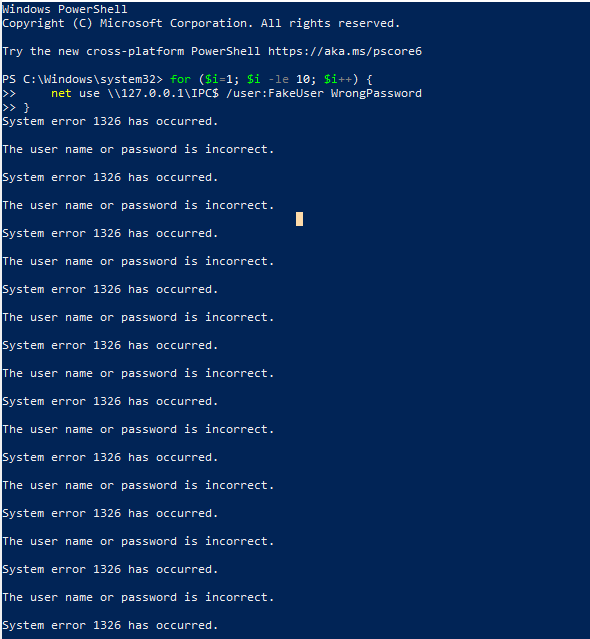 Windows PowerShell
Copyright (C) Microsoft Corporation. All rights reserved.
Try the new cross-platform PowerShell https://aka.ms/pscore6
PS C:\Windows\system32> for ($i=1; $i -le 10; $i++) {
>>     net use \\127.0.0.1\IPC$ /user:FakeUser WrongPassword
>> }
System error 1326 has occurred.
The user name or password is incorrect.
System error 1326 has occurred.
The user name or password is incorrect.
System error 1326 has occurred.
The user name or password is incorrect.
System error 1326 has occurred.
The user name or password is incorrect.
System error 1326 has occurred.
The user name or password is incorrect.
System error 1326 has occurred.
The user name or password is incorrect.
System error 1326 has occurred.
The user name or password is incorrect.
System error 1326 has occurred.
The user name or password is incorrect.
System error 1326 has occurred.
The user name or password is incorrect.
System error 1326 has occurred.